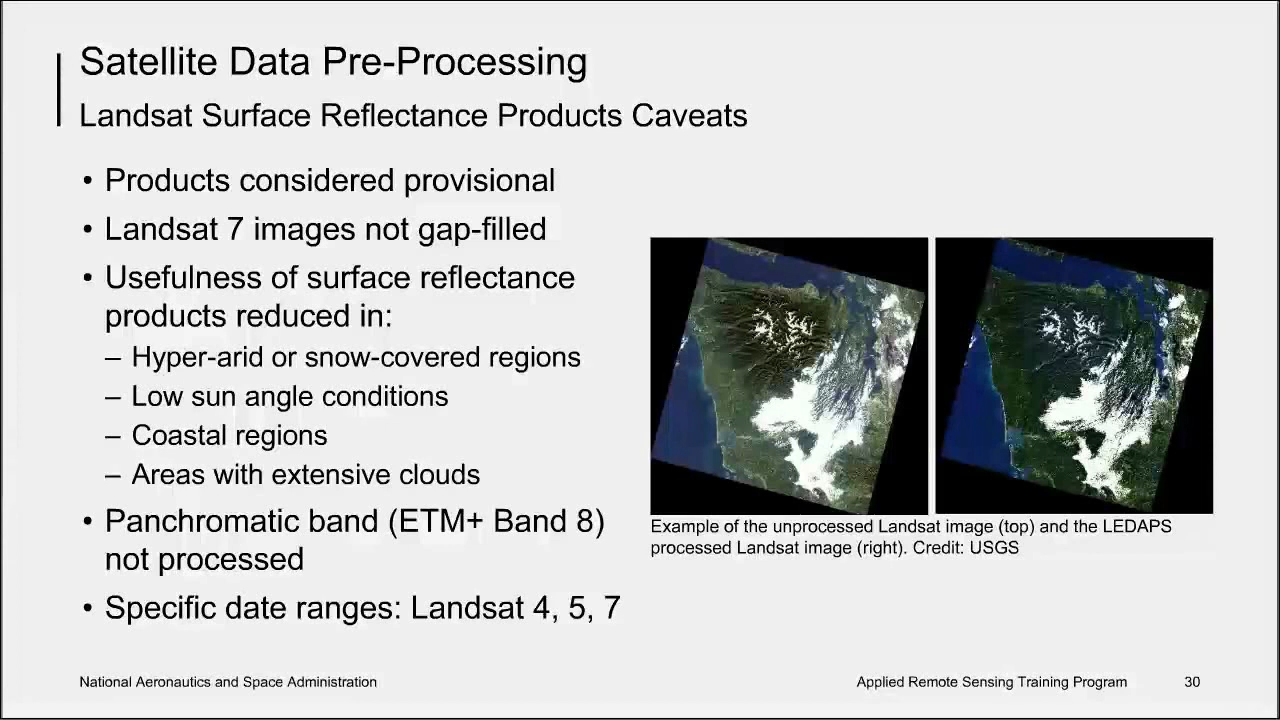 Satellite Data Pre-Processing
Landsat Surface Reflectance Products Caveats
• Products considered provisional
• Landsat 7 images not gap-filled
• Usefulness of surface reflectance
products reduced in:
– Hyper-arid or snow-covered regions
– Low sun angle conditions
– Coastal regions
– Areas with extensive clouds
• Panchromatic band (ETM+ Band 8)
not processed
• Specific date ranges: Landsat 4, 5, 7
Example of the unprocessed Landsat image (top) and the LEDAPS
processed Landsat image (right). Credit: USGS
National Aeronautics and Space Administration
Applied Remote Sensing Training Program
30